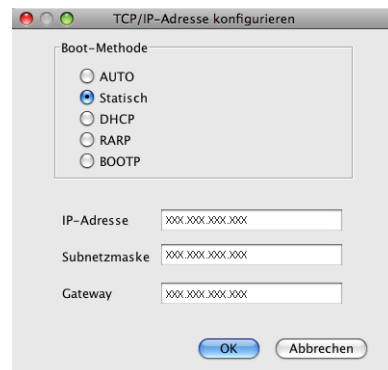 TCP/IP-Adresse konfigurieren
Boot-Methode
AUTO
Statisch
DHCP
RARP
BOOTP
IP-Adresse XXX.XXX.XXX.XXX
Subnetzmaske XXX.XXX.XXX.XXX
Gateway XXX.XXX.XXX.XXX
OK Abbrechen